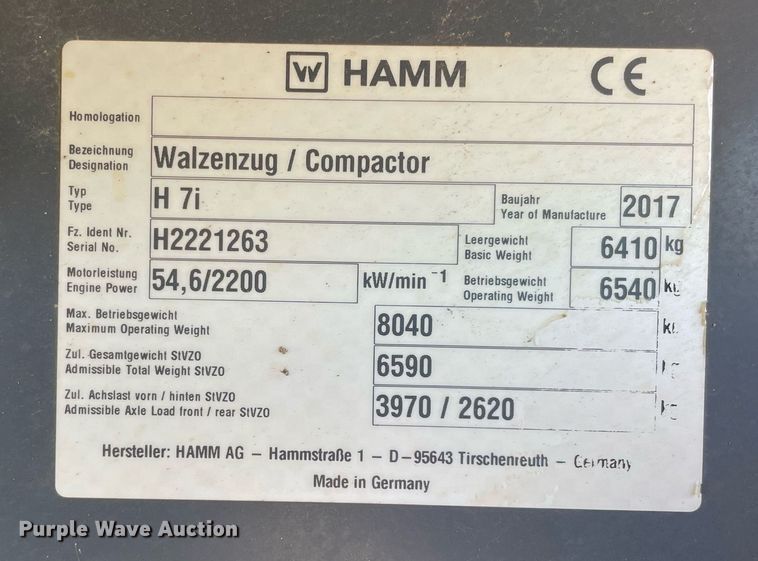 W HAMM CE
Homologation
Bezeichnung
Designation
Walzenzug / Compactor
Typ
Type
H 7i
Baujahr
Year of Manufacture
2017
Fz. Ident Nr.
Serial No.
H2221263
Leergewicht
Basic Weight
6410 kg
Motorleistung
Engine Power
54,6/2200 kW/min⁻¹
Betriebsgewicht
Operating Weight
6540 kg
Max. Betriebsgewicht
Maximum Operating Weight
8040
Zul. Gesamtgewicht StVZO
Admissible Total Weight StVZO
6590
Zul. Achslast vorn / hinten StVZO
Admissible Axle Load front / rear StVZO
3970 / 2620
Hersteller: HAMM AG – Hammstraße 1 – D–95643 Tirschenreuth – Germany
Made in Germany
Purple Wave Auction